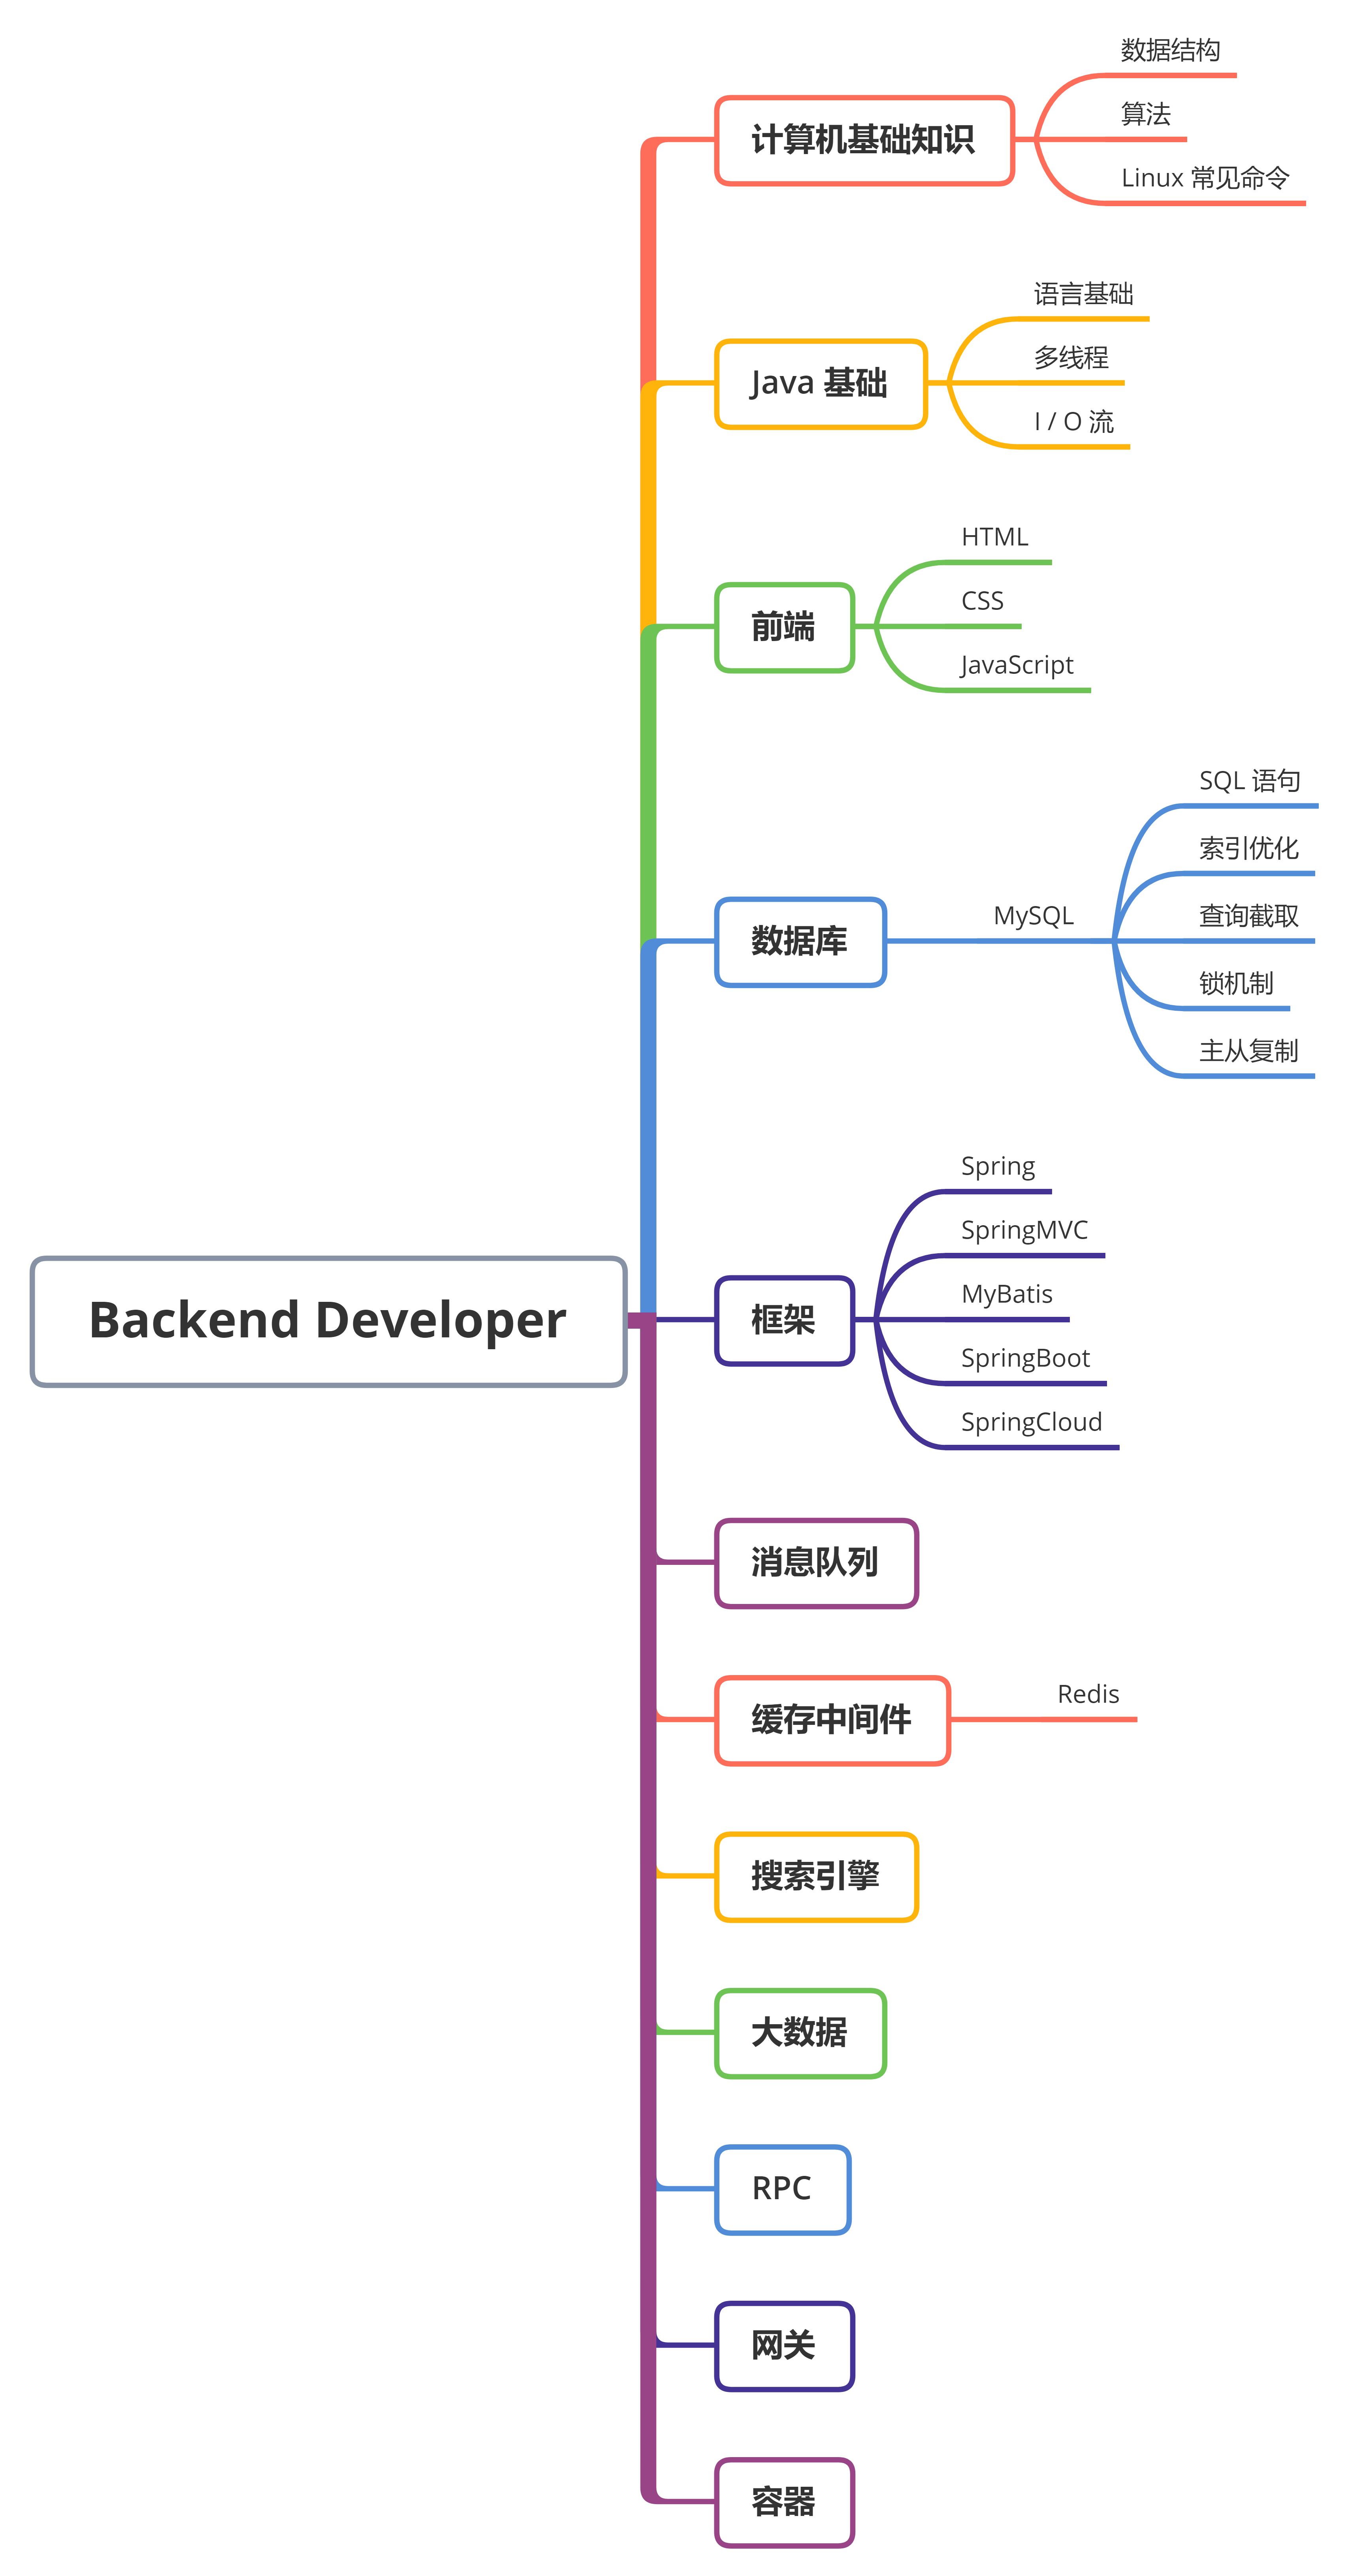 Backend Developer
计算机基础知识
数据结构
算法
Linux 常见命令
Java 基础
语言基础
多线程
I / O 流
前端
HTML
CSS
JavaScript
数据库
MySQL
SQL 语句
索引优化
查询截取
锁机制
主从复制
框架
Spring
SpringMVC
MyBatis
SpringBoot
SpringCloud
消息队列
缓存中间件
Redis
搜索引擎
大数据
RPC
网关
容器